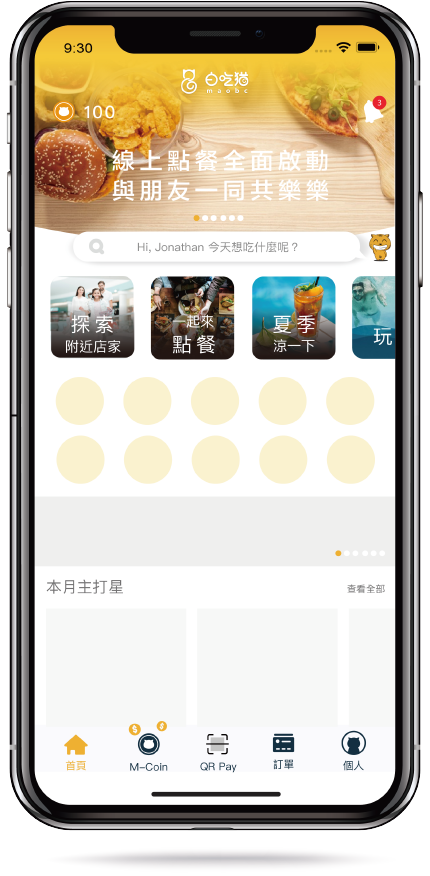 9:30
白吃猫
maobc
100
3
線上點餐全面啟動
與朋友一同共樂樂
Hi, Jonathan 今天想吃什麼呢？
探索
附近店家
一起來
點餐
夏季
涼一下
玩
本月主打星
查看全部
首頁
M-Coin
QR Pay
訂單
個人